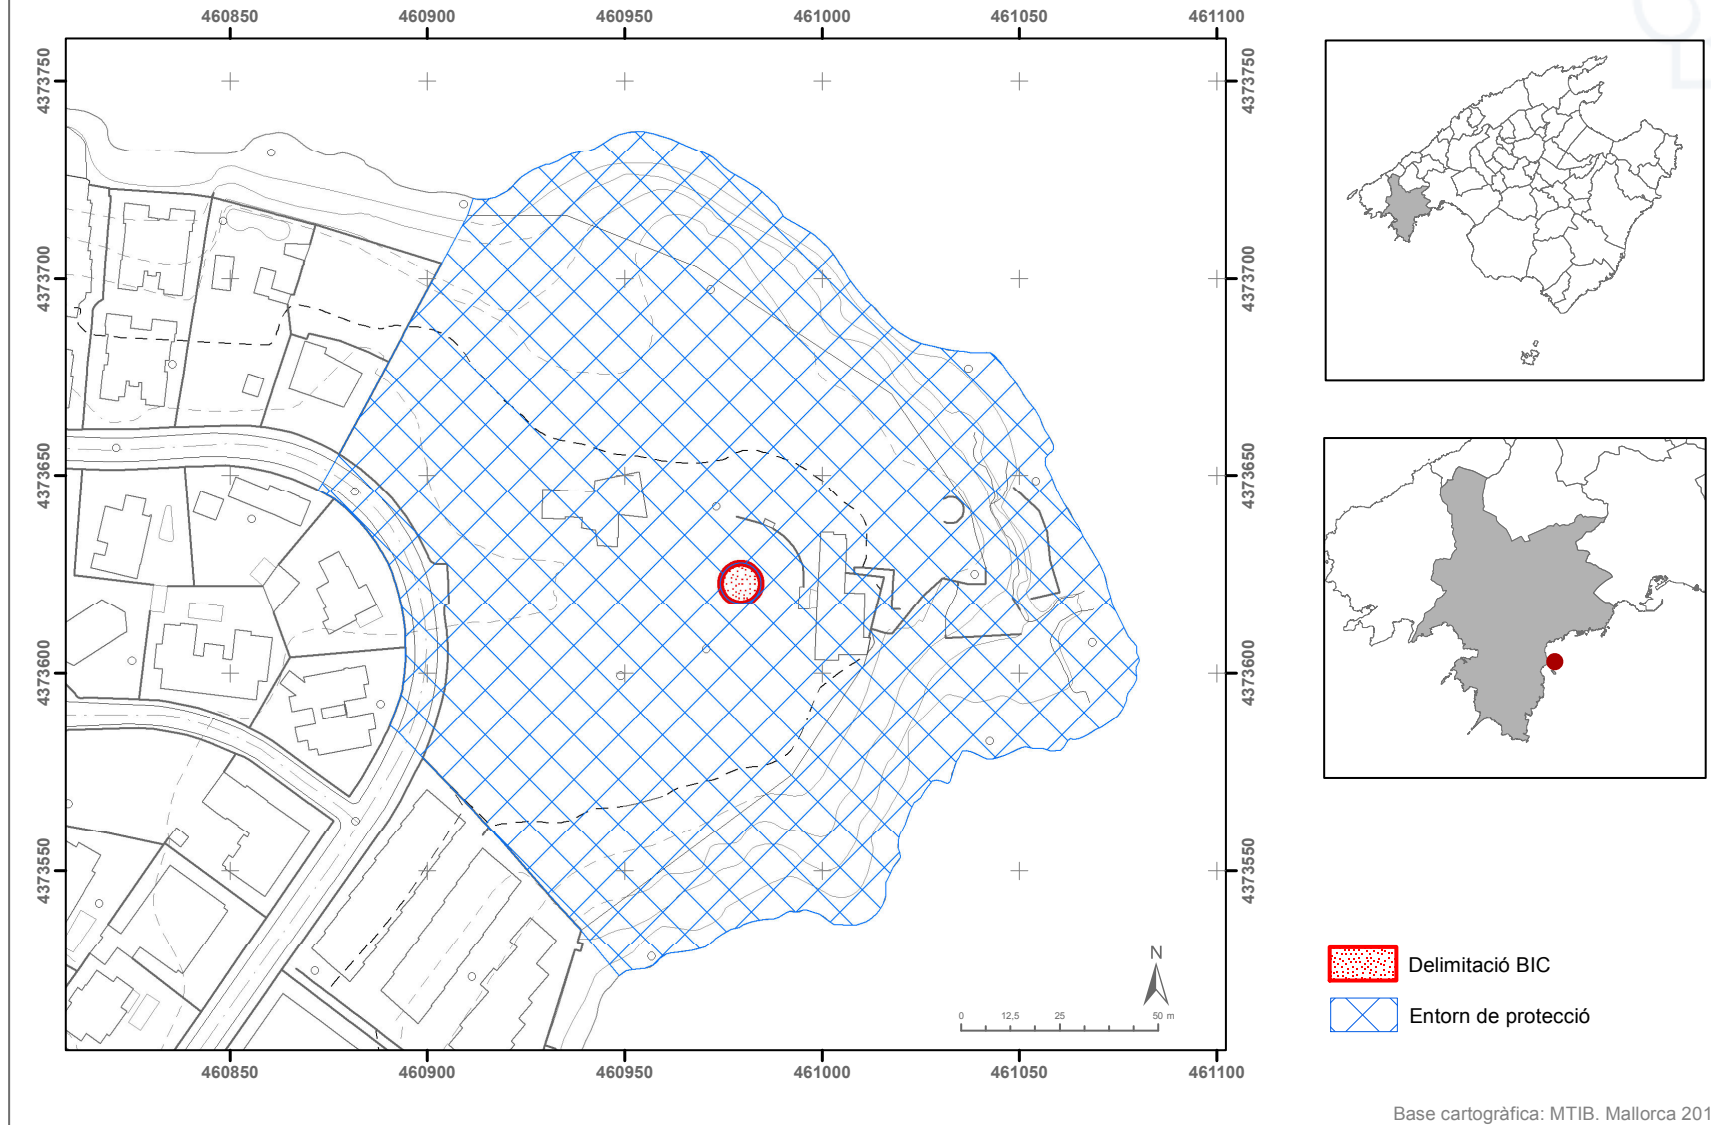 460850 460900 460950 461000 461050 461100
4373750 4373750
4373700 4373700
4373650 4373650
4373600 4373600
4373550 4373550
N
0 12,5 25 50 m
460850 460900 460950 461000 461050 461100
Delimitació BIC
Entorn de protecció
Base cartogràfica: MTIB. Mallorca 201